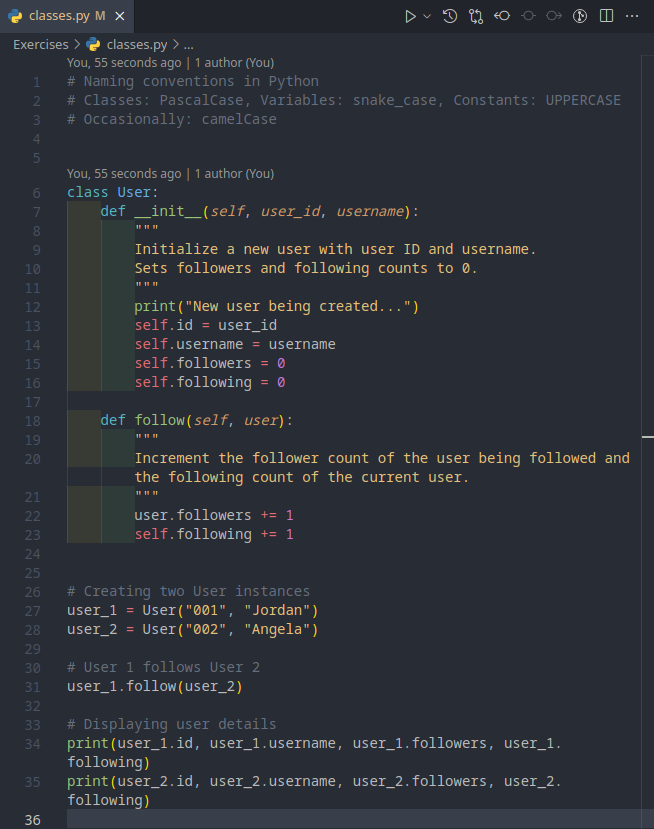 classes.py M
Exercises > classes.py > ...
You, 55 seconds ago | 1 author (You)
1 # Naming conventions in Python
2 # Classes: PascalCase, Variables: snake_case, Constants: UPPERCASE
3 # Occasionally: camelCase
4
5
You, 55 seconds ago | 1 author (You)
6 class User:
7     def __init__(self, user_id, username):
8         """
9         Initialize a new user with user ID and username.
10         Sets followers and following counts to 0.
11         """
12         print("New user being created...")
13         self.id = user_id
14         self.username = username
15         self.followers = 0
16         self.following = 0
17
18     def follow(self, user):
19         """
20         Increment the follower count of the user being followed and
        the following count of the current user.
21         """
22         user.followers += 1
23         self.following += 1
24
25
26 # Creating two User instances
27 user_1 = User("001", "Jordan")
28 user_2 = User("002", "Angela")
29
30 # User 1 follows User 2
31 user_1.follow(user_2)
32
33 # Displaying user details
34 print(user_1.id, user_1.username, user_1.followers, user_1.
following)
35 print(user_2.id, user_2.username, user_2.followers, user_2.
following)
36